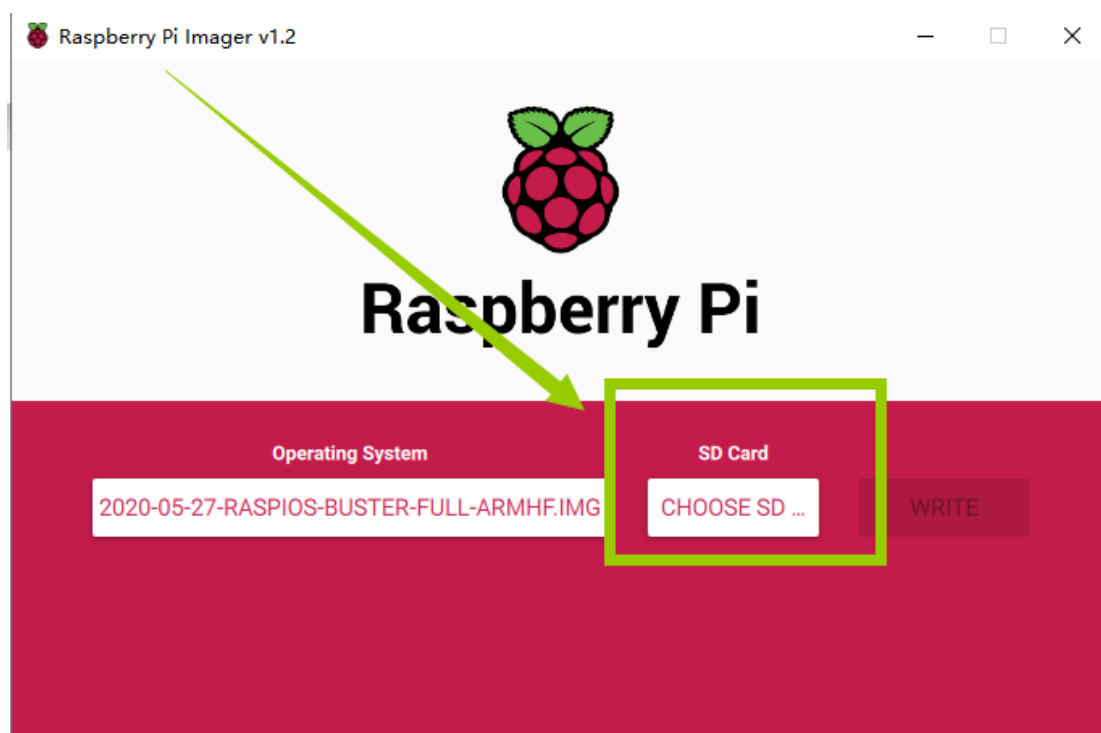 Raspberry Pi Imager v1.2
Raspberry Pi
Operating System
SD Card
2020-05-27-RASPIOS-BUSTER-FULL-ARMHF.IMG
CHOOSE SD ...
WRITE